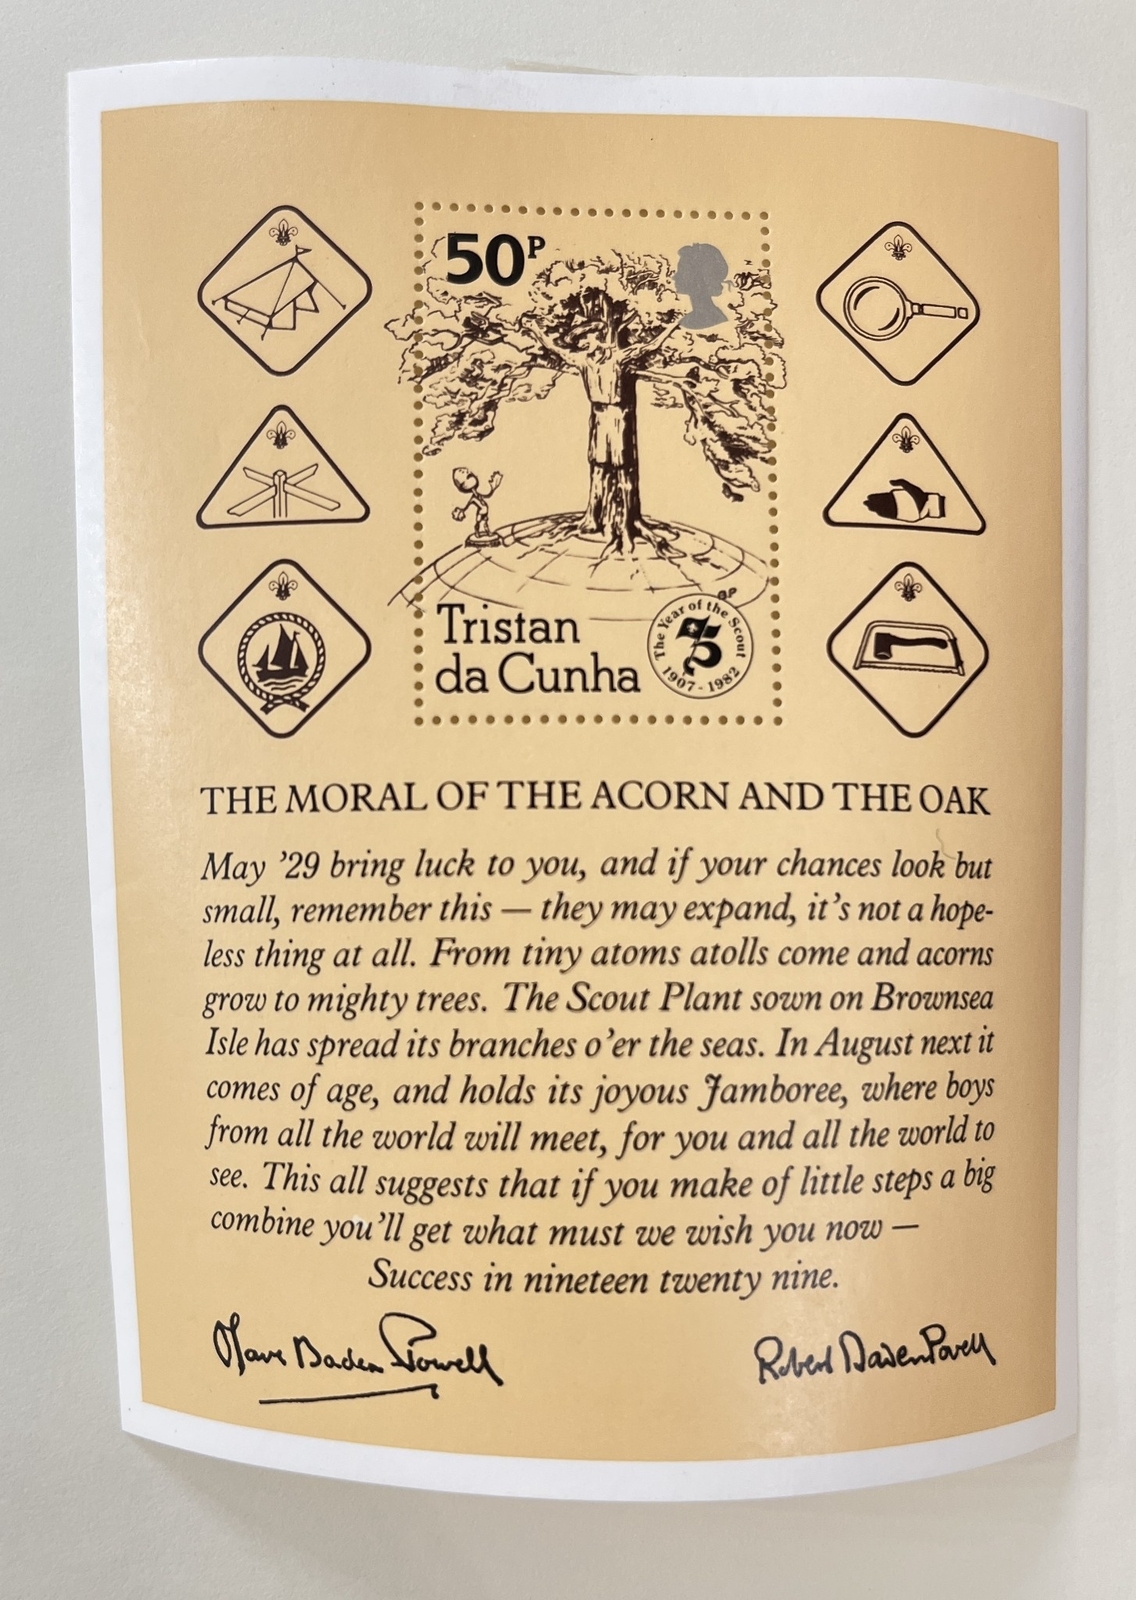 50P
Tristan
da Cunha
The Year of the Scout
75
1907 - 1982
THE MORAL OF THE ACORN AND THE OAK
May '29 bring luck to you, and if your chances look but
small, remember this — they may expand, it's not a hope-
less thing at all. From tiny atoms atolls come and acorns
grow to mighty trees. The Scout Plant sown on Brownsea
Isle has spread its branches o'er the seas. In August next it
comes of age, and holds its joyous Jamboree, where boys
from all the world will meet, for you and all the world to
see. This all suggests that if you make of little steps a big
combine you'll get what must we wish you now —
Success in nineteen twenty nine.
Olave Baden Powell
Robert Baden Powell